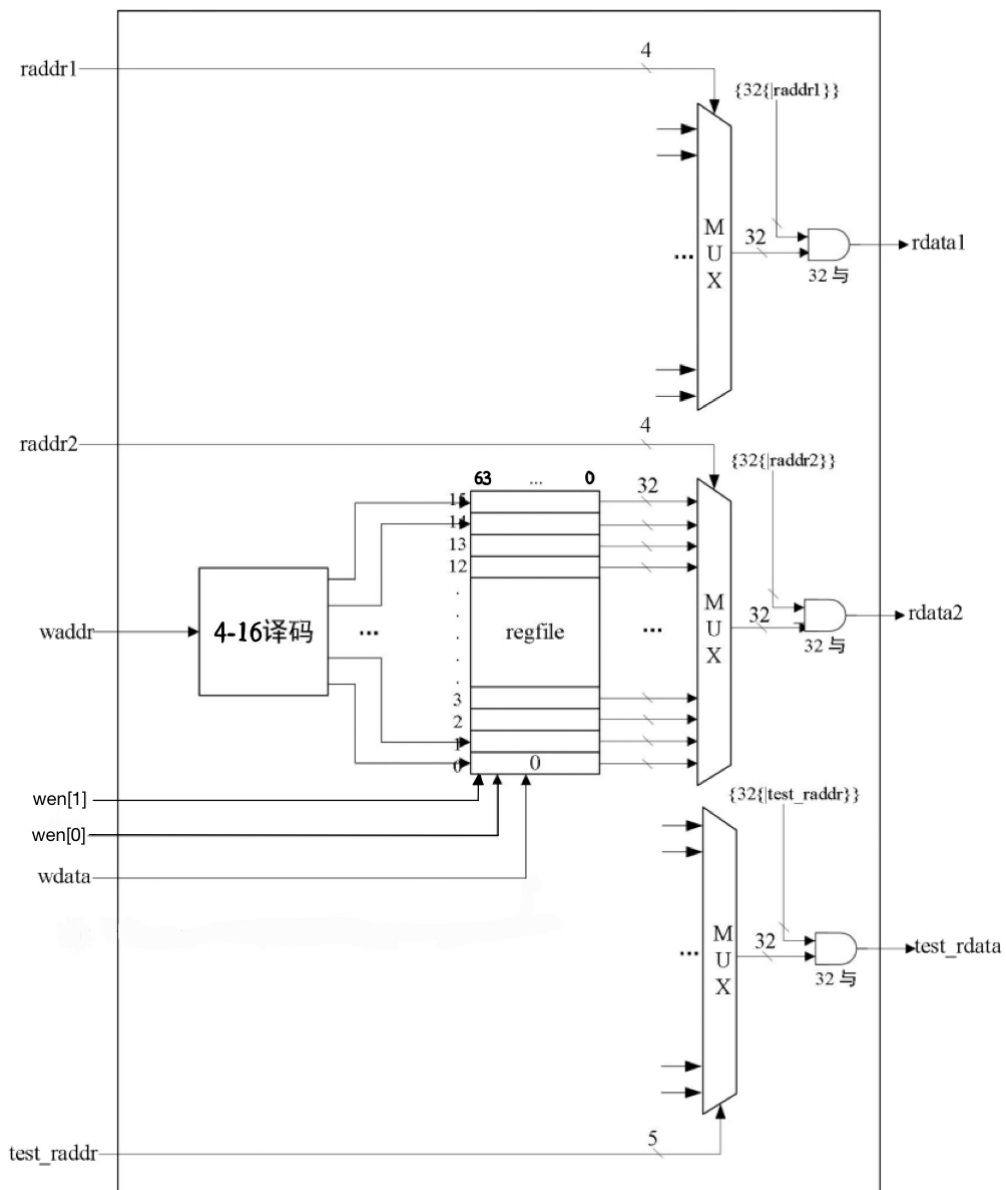 4
raddr1
{32{|raddr1}}
M
U
X
32
...
rdata1
32 与
4
raddr2
{32{|raddr2}}
63 ... 0
32
15
14
13
12
M
U
X
32
rdata2
32 与
waddr
4-16译码
...
regfile
...
3
2
1
0
0
wen[1]
{32{|test_raddr}}
wen[0]
wdata
M
U
X
32
...
test_rdata
32 与
5
test_raddr